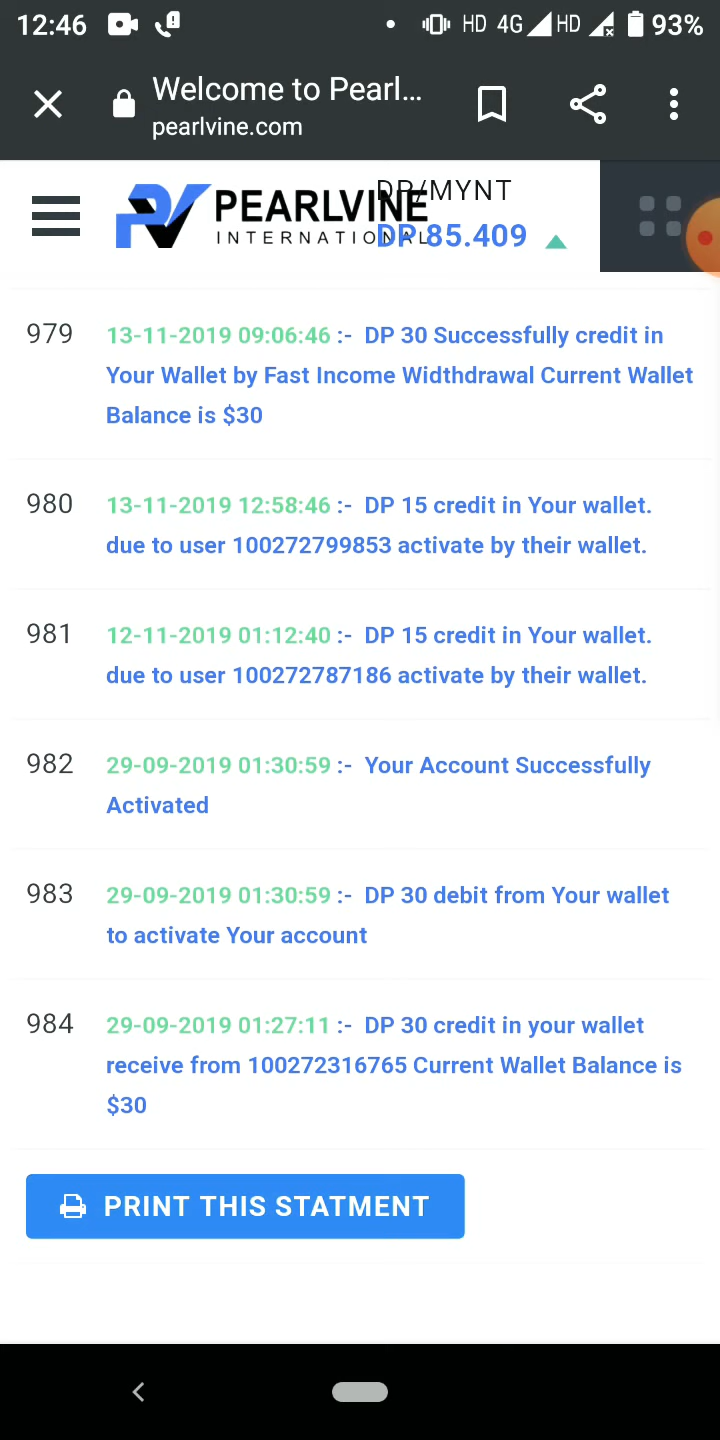 12:46 HD 4G HD 93%
Welcome to Pearl...
pearlvine.com
DP/MYNT
PEARLVINE
INTERNATIONAL
DP 85.409
979 13-11-2019 09:06:46 :- DP 30 Successfully credit in
Your Wallet by Fast Income Widthdrawal Current Wallet
Balance is $30
980 13-11-2019 12:58:46 :- DP 15 credit in Your wallet.
due to user 100272799853 activate by their wallet.
981 12-11-2019 01:12:40 :- DP 15 credit in Your wallet.
due to user 100272787186 activate by their wallet.
982 29-09-2019 01:30:59 :- Your Account Successfully
Activated
983 29-09-2019 01:30:59 :- DP 30 debit from Your wallet
to activate Your account
984 29-09-2019 01:27:11 :- DP 30 credit in your wallet
receive from 100272316765 Current Wallet Balance is
$30
PRINT THIS STATMENT